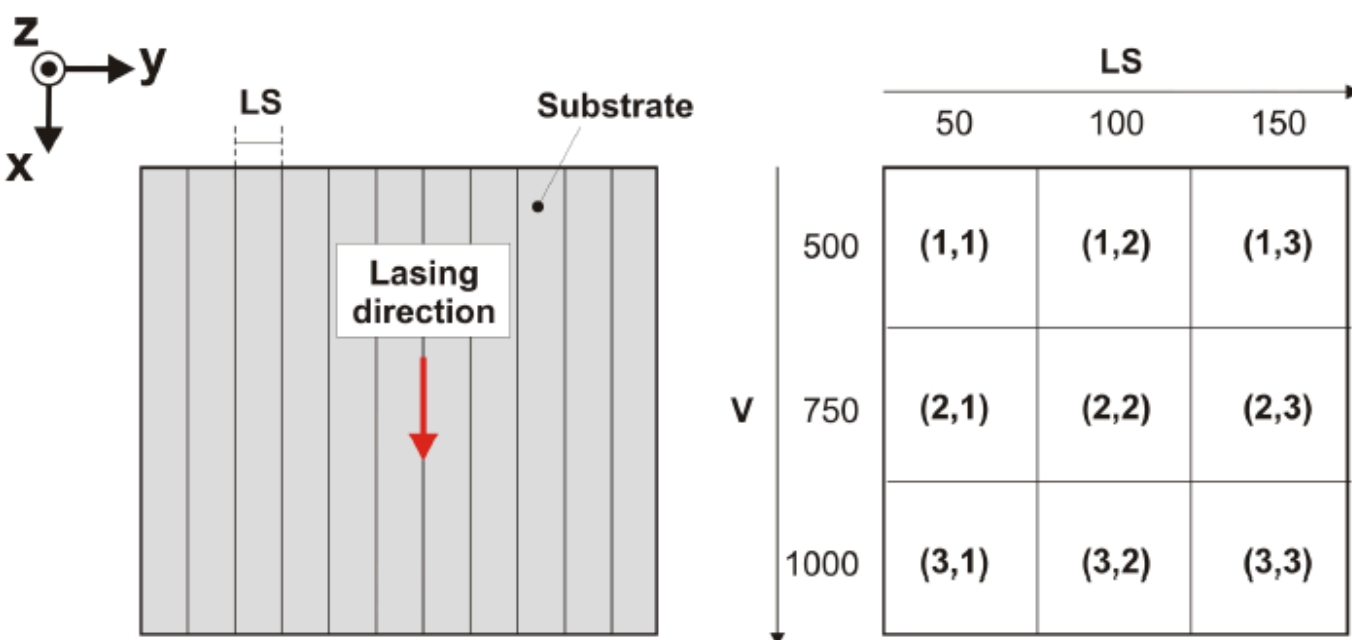 z
y
x
LS
Substrate
Lasing
direction
LS
50 100 150
V
500 (1,1) (1,2) (1,3)
750 (2,1) (2,2) (2,3)
1000 (3,1) (3,2) (3,3)